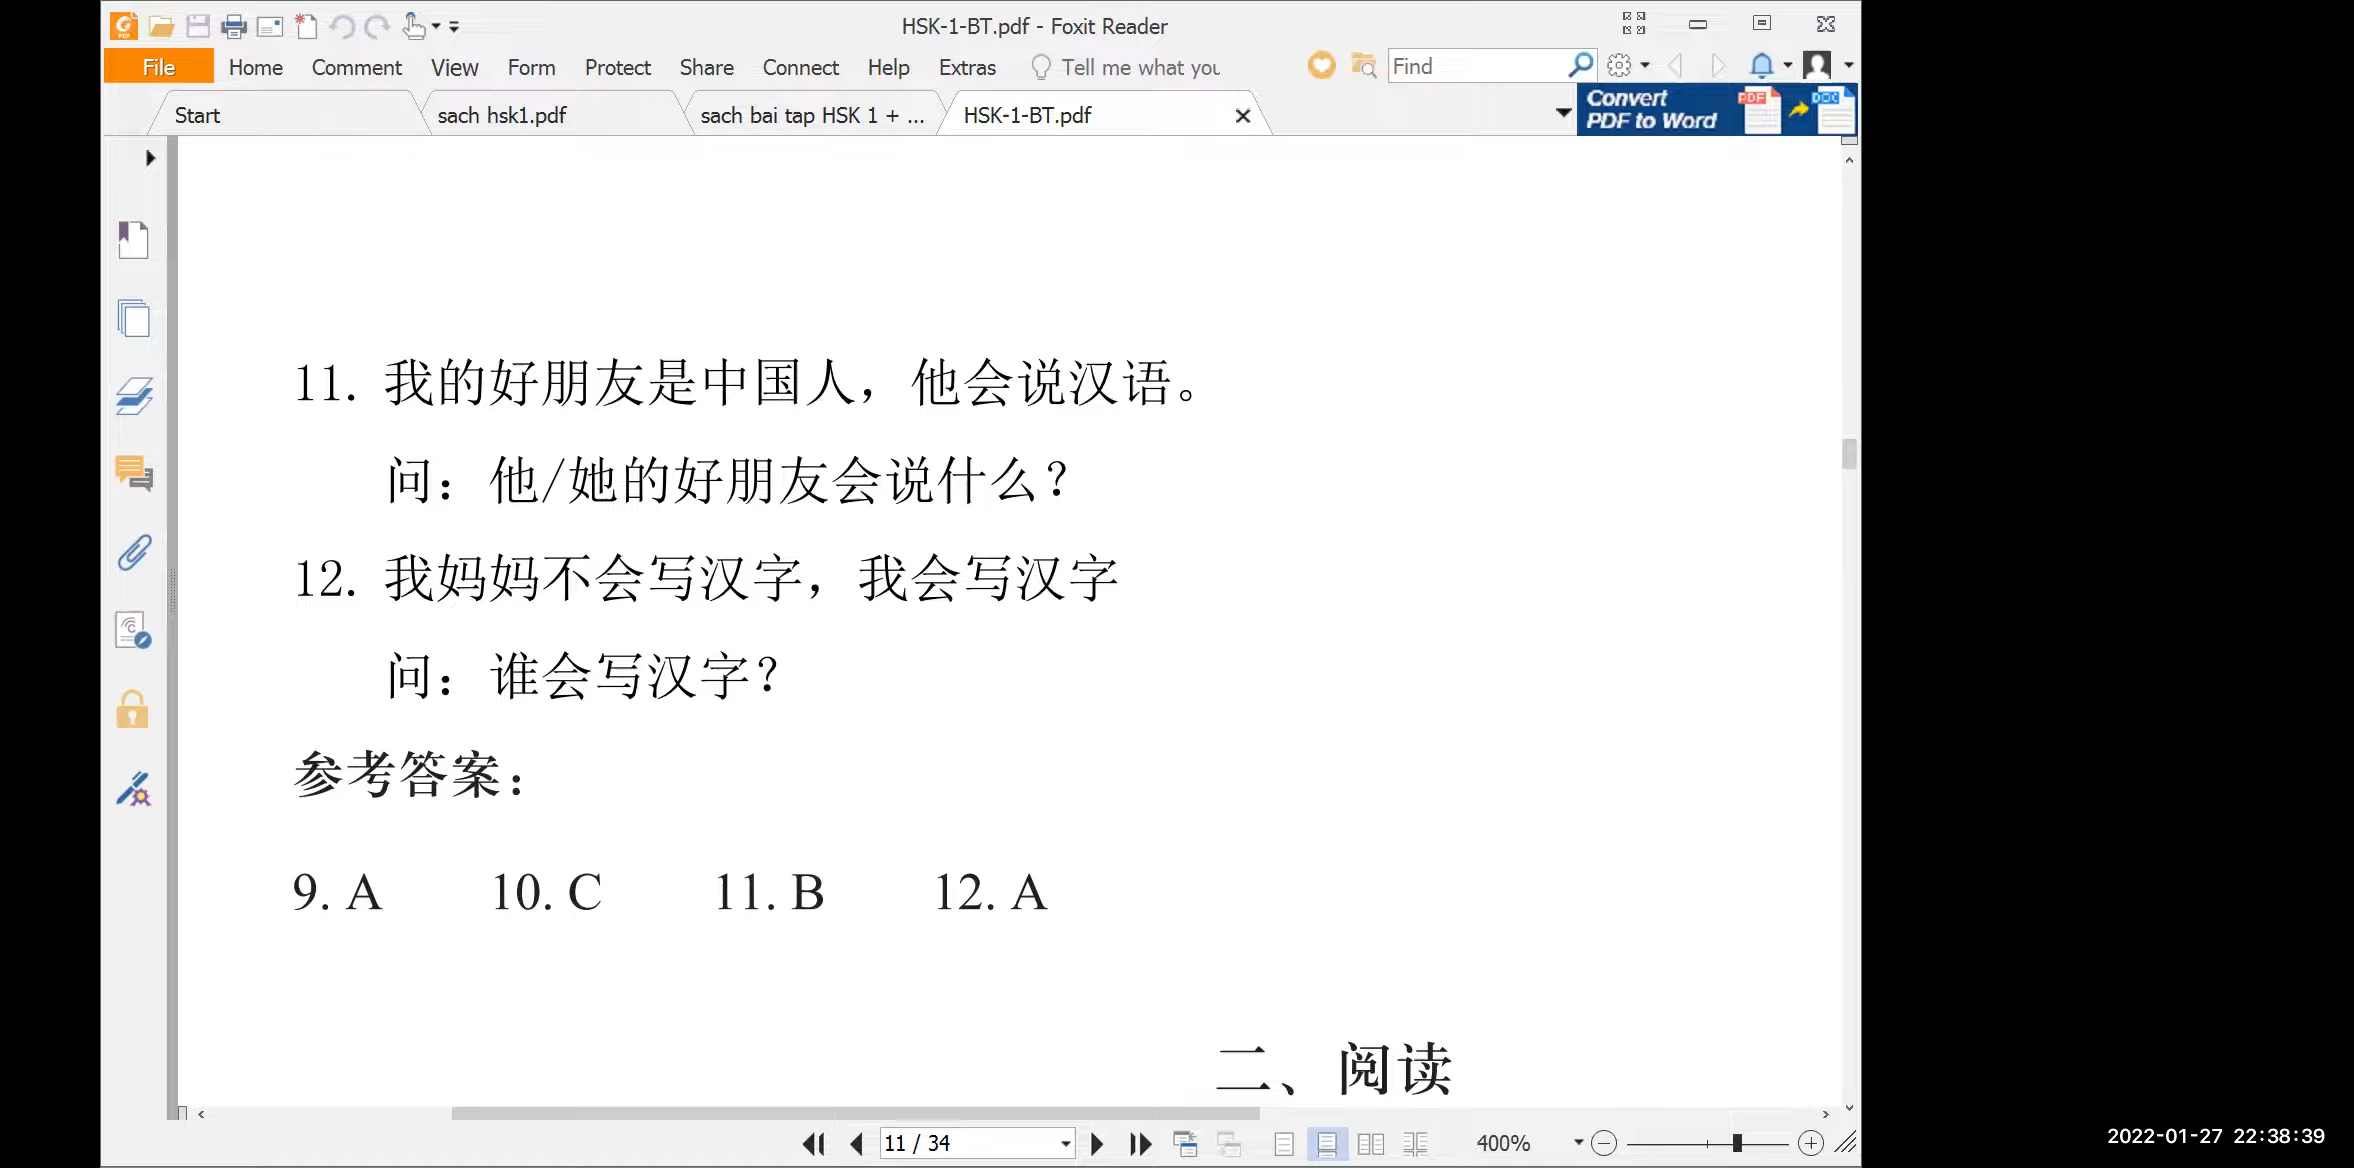 HSK-1-BT.pdf - Foxit Reader
File Home Comment View Form Protect Share Connect Help Extras Tell me what you Find
Start sach hsk1.pdf sach bai tap HSK 1 + ... HSK-1-BT.pdf
Convert PDF DOC
PDF to Word
11. 我的好朋友是中国人，他会说汉语。
问：他/她的好朋友会说什么？
12. 我妈妈不会写汉字，我会写汉字
问：谁会写汉字？
参考答案：
9. A 10. C 11. B 12. A
二、阅读
11 / 34 400%
2022-01-27 22:38:39